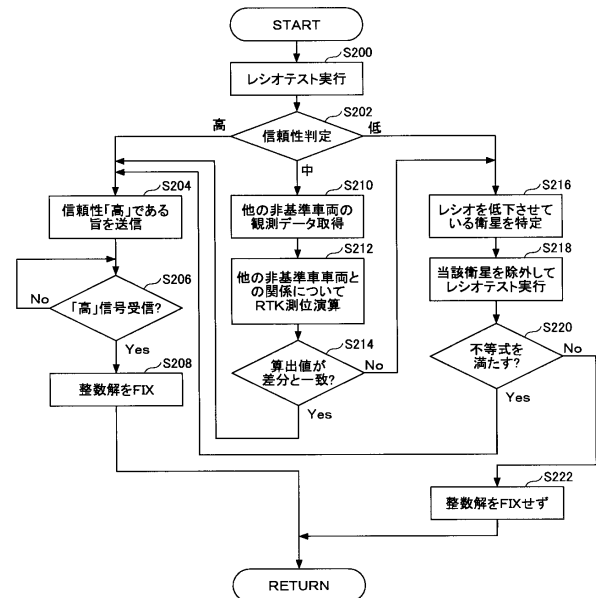 START
S200
レシオテスト実行
S202
信頼性判定
高
低
中
S204
信頼性「高」である
旨を送信
S206
「高」信号受信?
No
Yes
S208
整数解をFIX
S210
他の非基準車両の
観測データ取得
S212
他の非基準車車両と
の関係について
RTK測位演算
S214
算出値が
差分と一致?
No
Yes
S216
レシオを低下させて
いる衛星を特定
S218
当該衛星を除外して
レシオテスト実行
S220
不等式を
満たす?
No
Yes
S222
整数解をFIXせず
RETURN